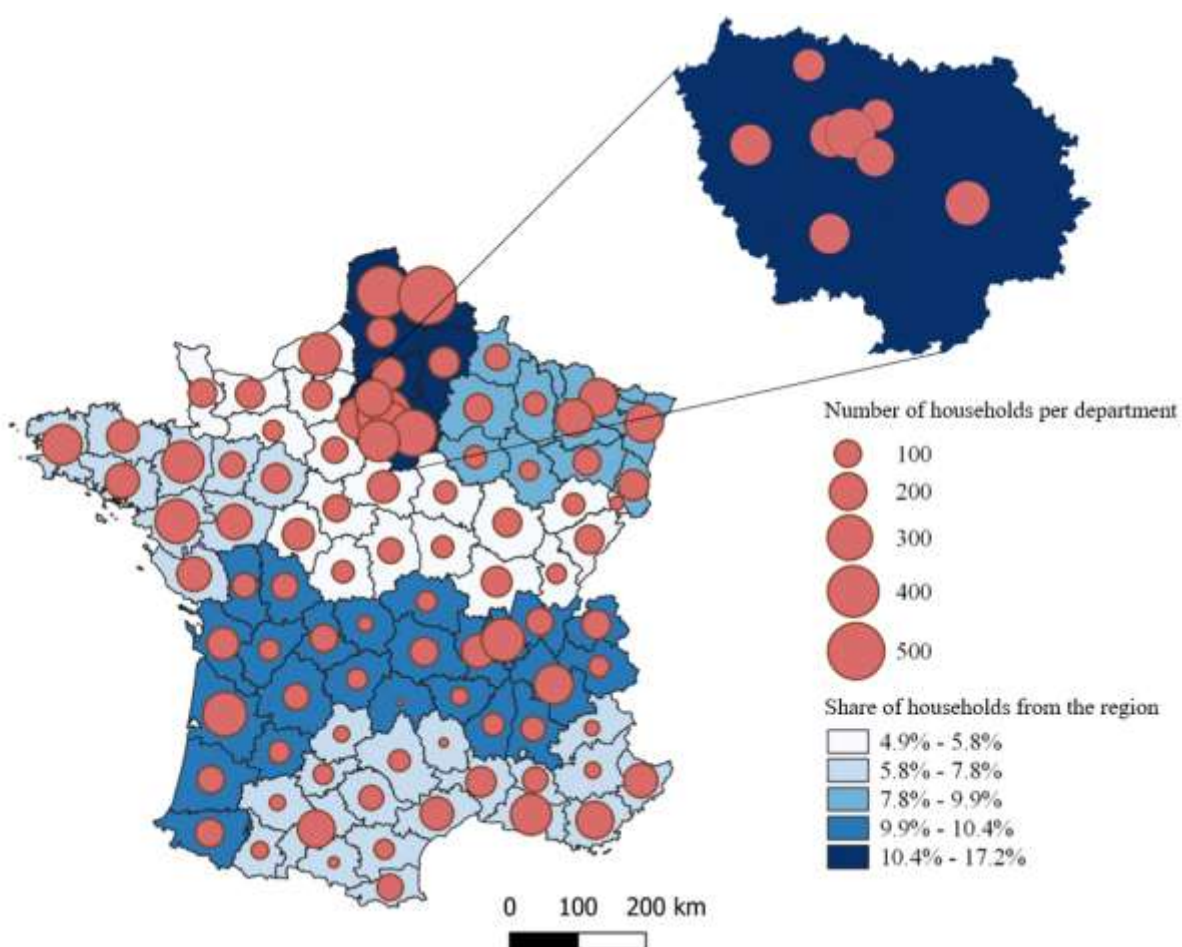 Number of households per department
100
200
300
400
500
Share of households from the region
4.9% - 5.8%
5.8% - 7.8%
7.8% - 9.9%
9.9% - 10.4%
10.4% - 17.2%
0 100 200 km